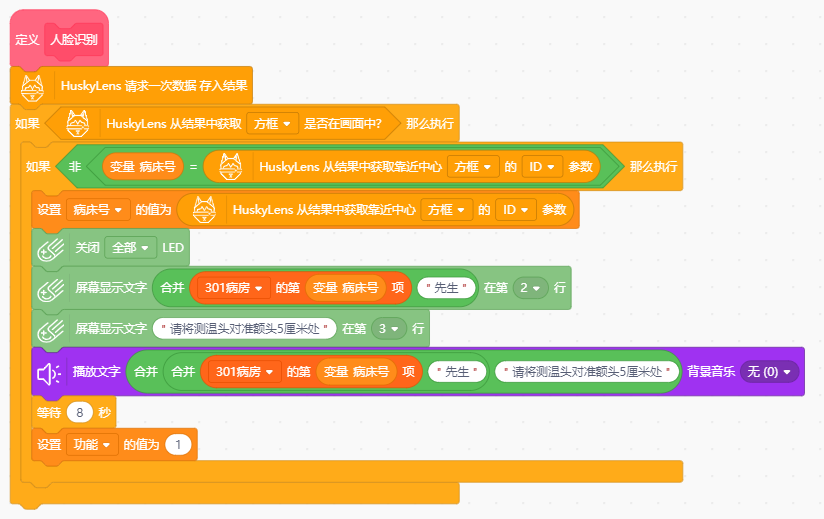 定义 人脸识别
HuskyLens 请求一次数据 存入结果
如果 HuskyLens 从结果中获取 方框 是否在画面中? 那么执行
如果 非 变量 病床号 = HuskyLens 从结果中获取靠近中心 方框 的 ID 参数 那么执行
设置 病床号 的值为 HuskyLens 从结果中获取靠近中心 方框 的 ID 参数
关闭 全部 LED
屏幕显示文字 合并 301病房 的第 变量 病床号 项 "先生" 在第 2 行
屏幕显示文字 "请将测温头对准额头5厘米处" 在第 3 行
播放文字 合并 合并 301病房 的第 变量 病床号 项 "先生" "请将测温头对准额头5厘米处" 背景音乐 无 (0)
等待 8 秒
设置 功能 的值为 1